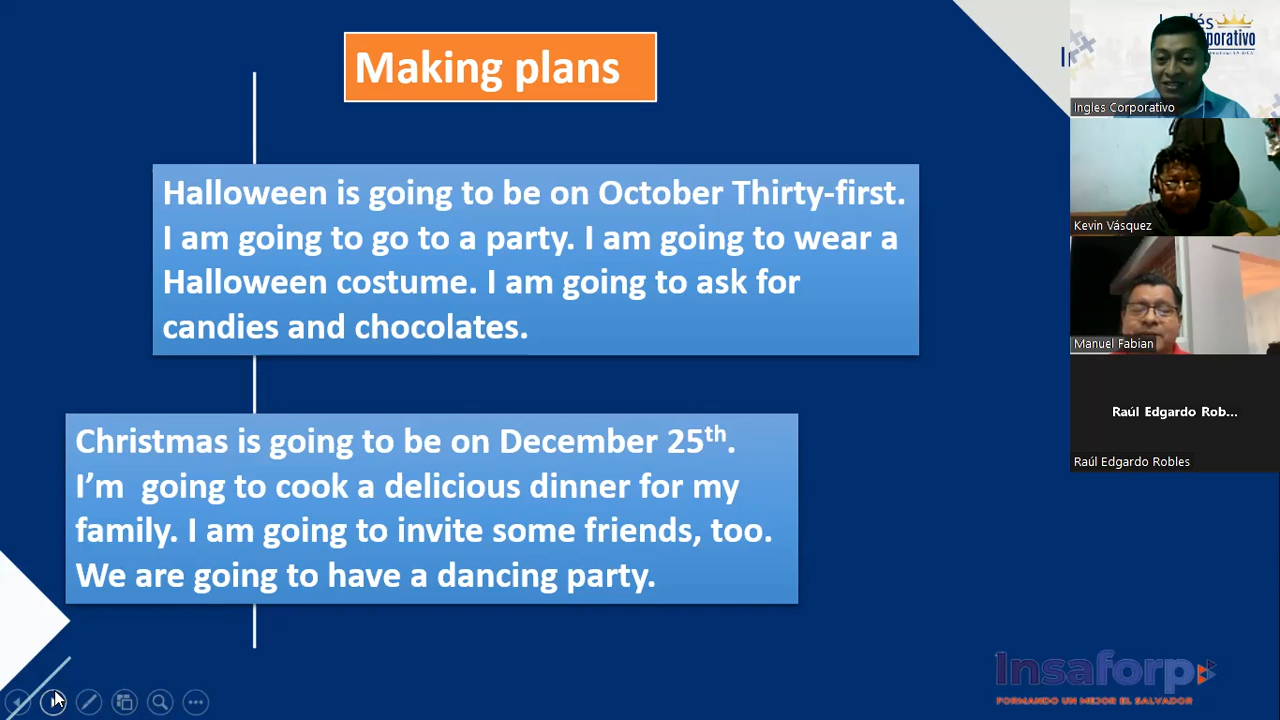 Making plans
Halloween is going to be on October Thirty-first.
I am going to go to a party. I am going to wear a
Halloween costume. I am going to ask for
candies and chocolates.
Christmas is going to be on December 25th.
I'm going to cook a delicious dinner for my
family. I am going to invite some friends, too.
We are going to have a dancing party.
Ingles Corporativo
Kevin Vásquez
Manuel Fabian
Raúl Edgardo Rob...
Raúl Edgardo Robles
Insaforp
FORMANDO UN MEJOR EL SALVADOR